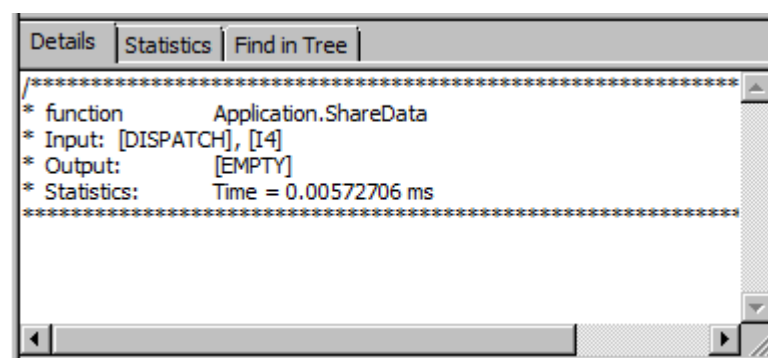 Details Statistics Find in Tree
/************************************************************
* function Application.ShareData
* Input: [DISPATCH], [I4]
* Output: [EMPTY]
* Statistics: Time = 0.00572706 ms
*************************************************************